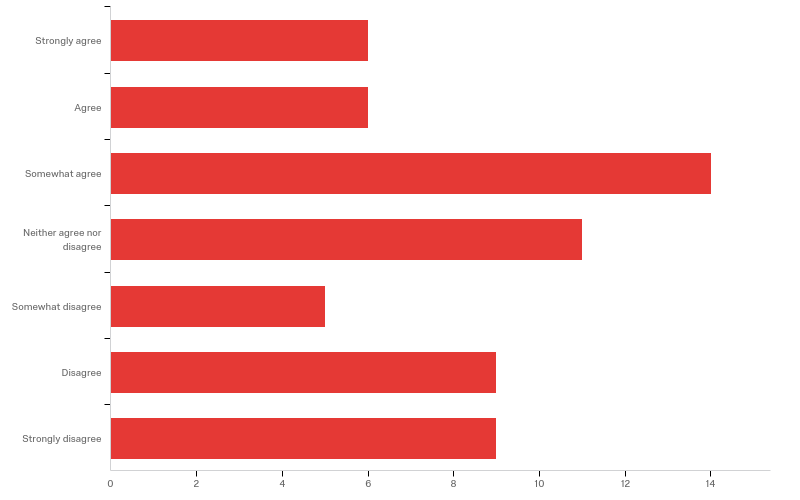 Strongly agree
Agree
Somewhat agree
Neither agree nor
disagree
Somewhat disagree
Disagree
Strongly disagree
0 2 4 6 8 10 12 14